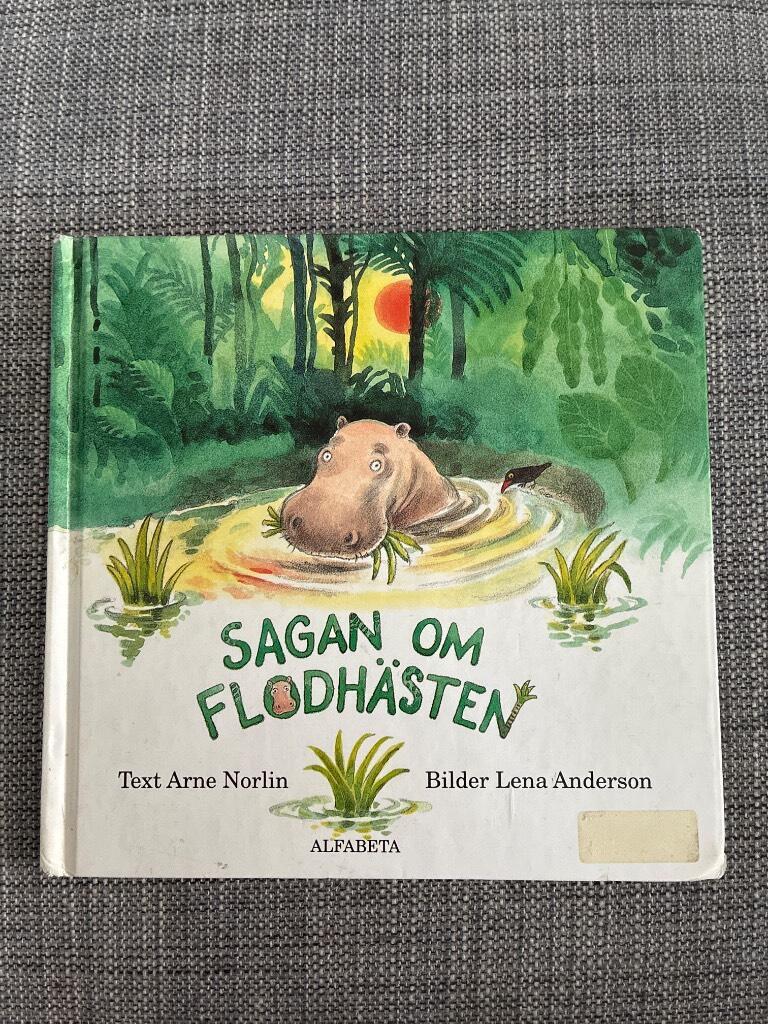 SAGAN OM
FLODHÄSTEN
Text Arne Norlin
Bilder Lena Anderson
ALFABETA